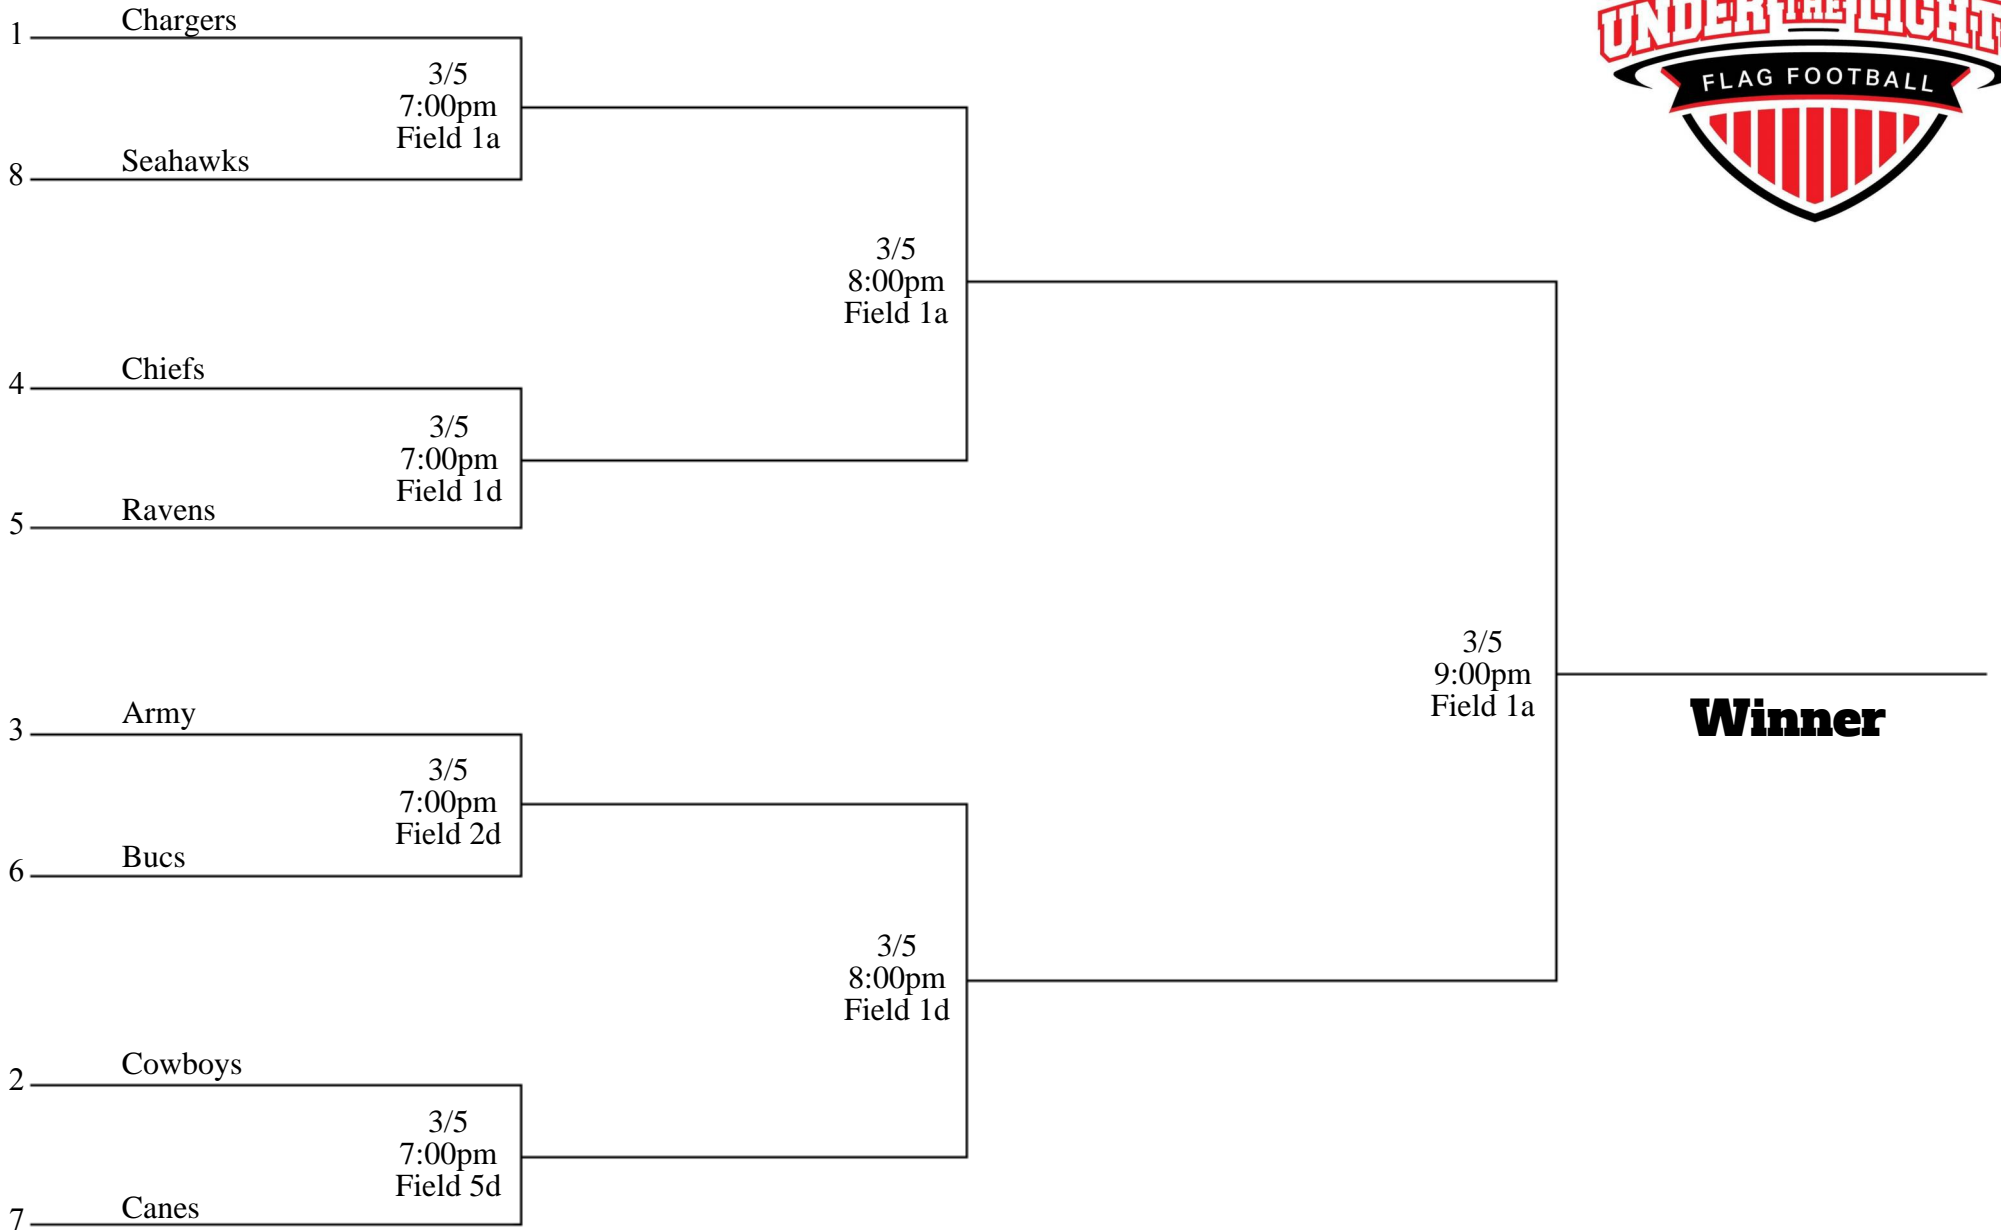 UNDER THE LIGHT
FLAG FOOTBALL
1 Chargers
3/5
7:00pm
Field 1a
8 Seahawks
3/5
8:00pm
Field 1a
4 Chiefs
3/5
7:00pm
Field 1d
5 Ravens
3/5
9:00pm
Field 1a
Winner
3 Army
3/5
7:00pm
Field 2d
6 Bucs
3/5
8:00pm
Field 1d
2 Cowboys
3/5
7:00pm
Field 5d
7 Canes